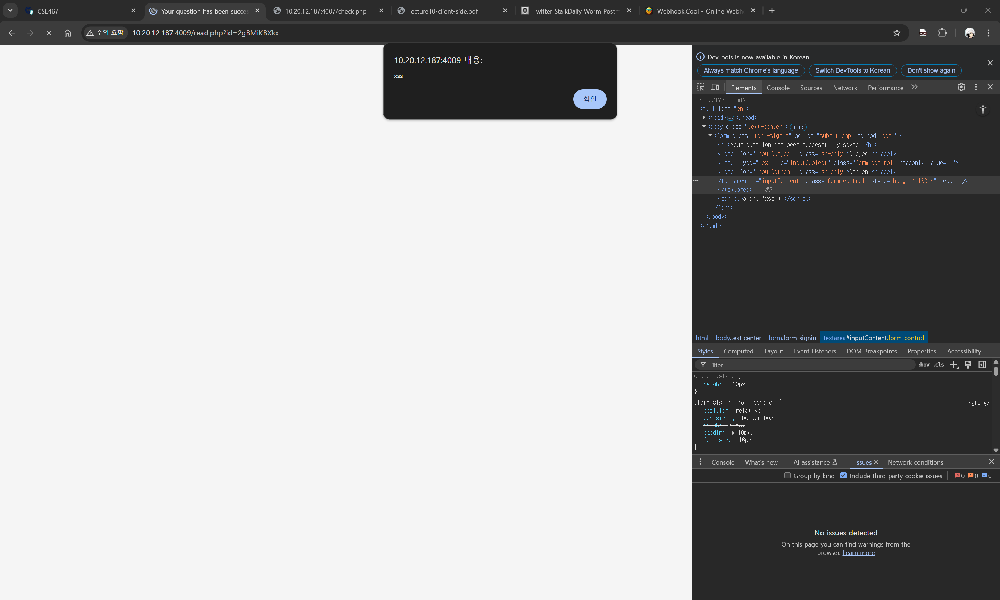 CSE467
Your question has been succes
10.20.12.187:4007/check.php
lecture10-client-side.pdf
Twitter StalkDaily Worm Postm
Webhook.Cool - Online Webh
주의 요함
10.20.12.187:4009/read.php?id=2gBMiKBXkx
10.20.12.187:4009 내용:
xss
확인
DevTools is now available in Korean!
Always match Chrome's language
Switch DevTools to Korean
Don't show again
Elements
Console
Sources
Network
Performance
<!DOCTYPE html>
<html lang="en">
<head>
</head>
<body class="text-center">
flex
<form class="form-signin" action="submit.php" method="post">
<h1>Your question has been successfully saved!</h1>
<label for="inputSubject" class="sr-only">Subject</label>
<input type="text" id="inputSubject" class="form-control" readonly value="1">
<label for="inputCotnent" class="sr-only">Content</label>
<textarea id="inputContent" class="form-control" style="height: 160px" readonly>
</textarea> == $0
<script>alert('xss');</script>
</form>
</body>
</html>
html
body.text-center
form.form-signin
textarea#inputContent.form-control
Styles
Computed
Layout
Event Listeners
DOM Breakpoints
Properties
Accessibility
Filter
:hov
.cls
element.style {
height: 160px;
}
.form-signin .form-control {
<style>
position: relative;
box-sizing: border-box;
height: auto;
padding: 10px;
font-size: 16px;
}
Console
What's new
AI assistance
Issues
Network conditions
Group by kind
Include third-party cookie issues
0
0
0
No issues detected
On this page you can find warnings from the
browser. Learn more